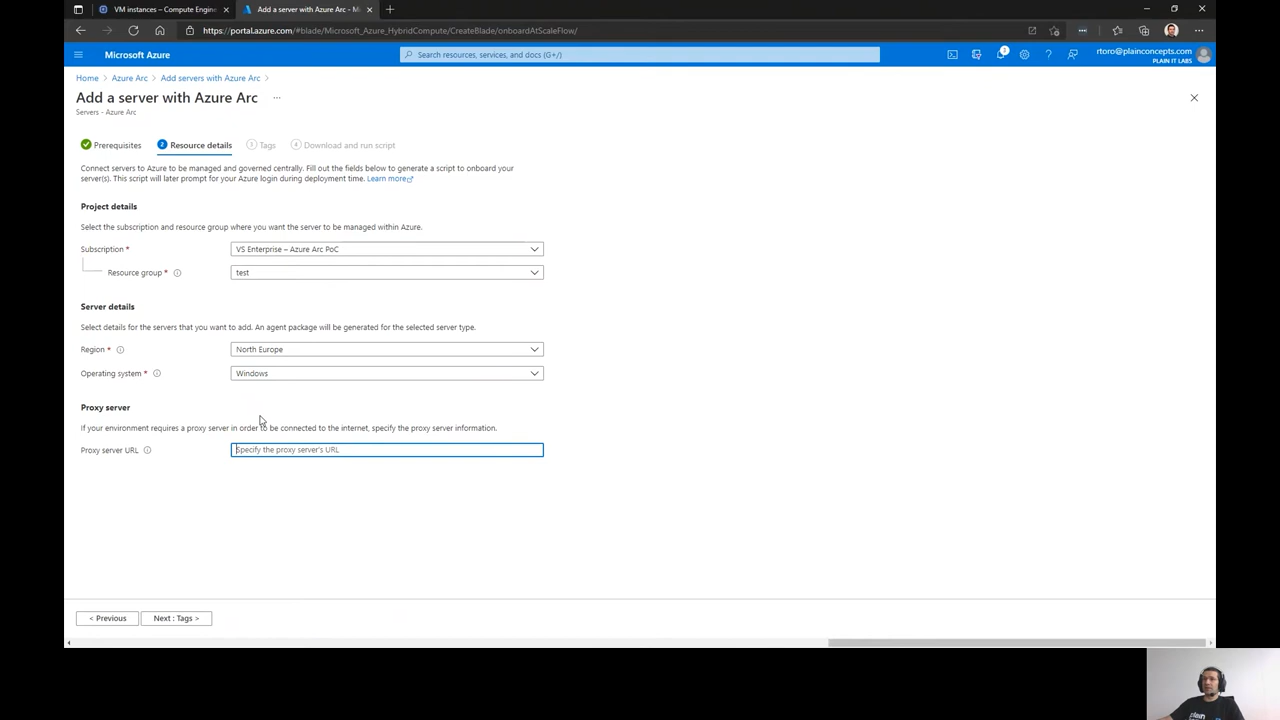 VM instances – Compute Engine
Add a server with Azure Arc - M
https://portal.azure.com/#blade/Microsoft_Azure_HybridCompute/CreateBlade/onboardAtScaleFlow/
Microsoft Azure
Search resources, services, and docs (G+/)
1
rtoro@plainconcepts.com
PLAIN IT LABS
Home > Azure Arc > Add servers with Azure Arc >
Add a server with Azure Arc ...
Servers - Azure Arc
Prerequisites
2 Resource details
3 Tags
4 Download and run script
Connect servers to Azure to be managed and governed centrally. Fill out the fields below to generate a script to onboard your
server(s). This script will later prompt for your Azure login during deployment time. Learn more
Project details
Select the subscription and resource group where you want the server to be managed within Azure.
Subscription *
VS Enterprise – Azure Arc PoC
Resource group *
test
Server details
Select details for the servers that you want to add. An agent package will be generated for the selected server type.
Region *
North Europe
Operating system *
Windows
Proxy server
If your environment requires a proxy server in order to be connected to the internet, specify the proxy server information.
Proxy server URL
Specify the proxy server's URL
< Previous
Next : Tags >
plain